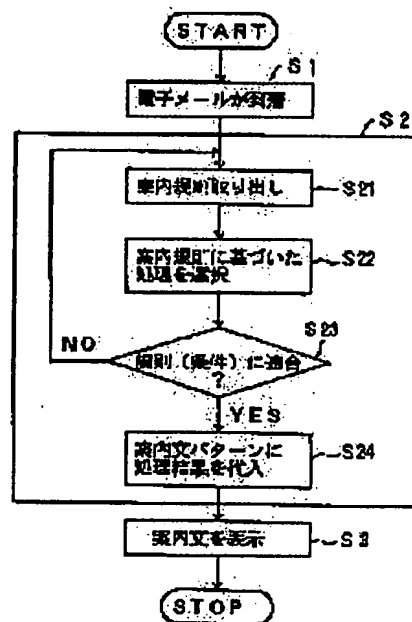 START
S1
電子メールが到着
S2
案内規則取り出し
S21
案内規則に基づいた
処理を選択
S22
S23
規則（条件）に適合
?
NO
YES
案内文パターンに
処理結果を代入
S24
案内文を表示
S3
STOP